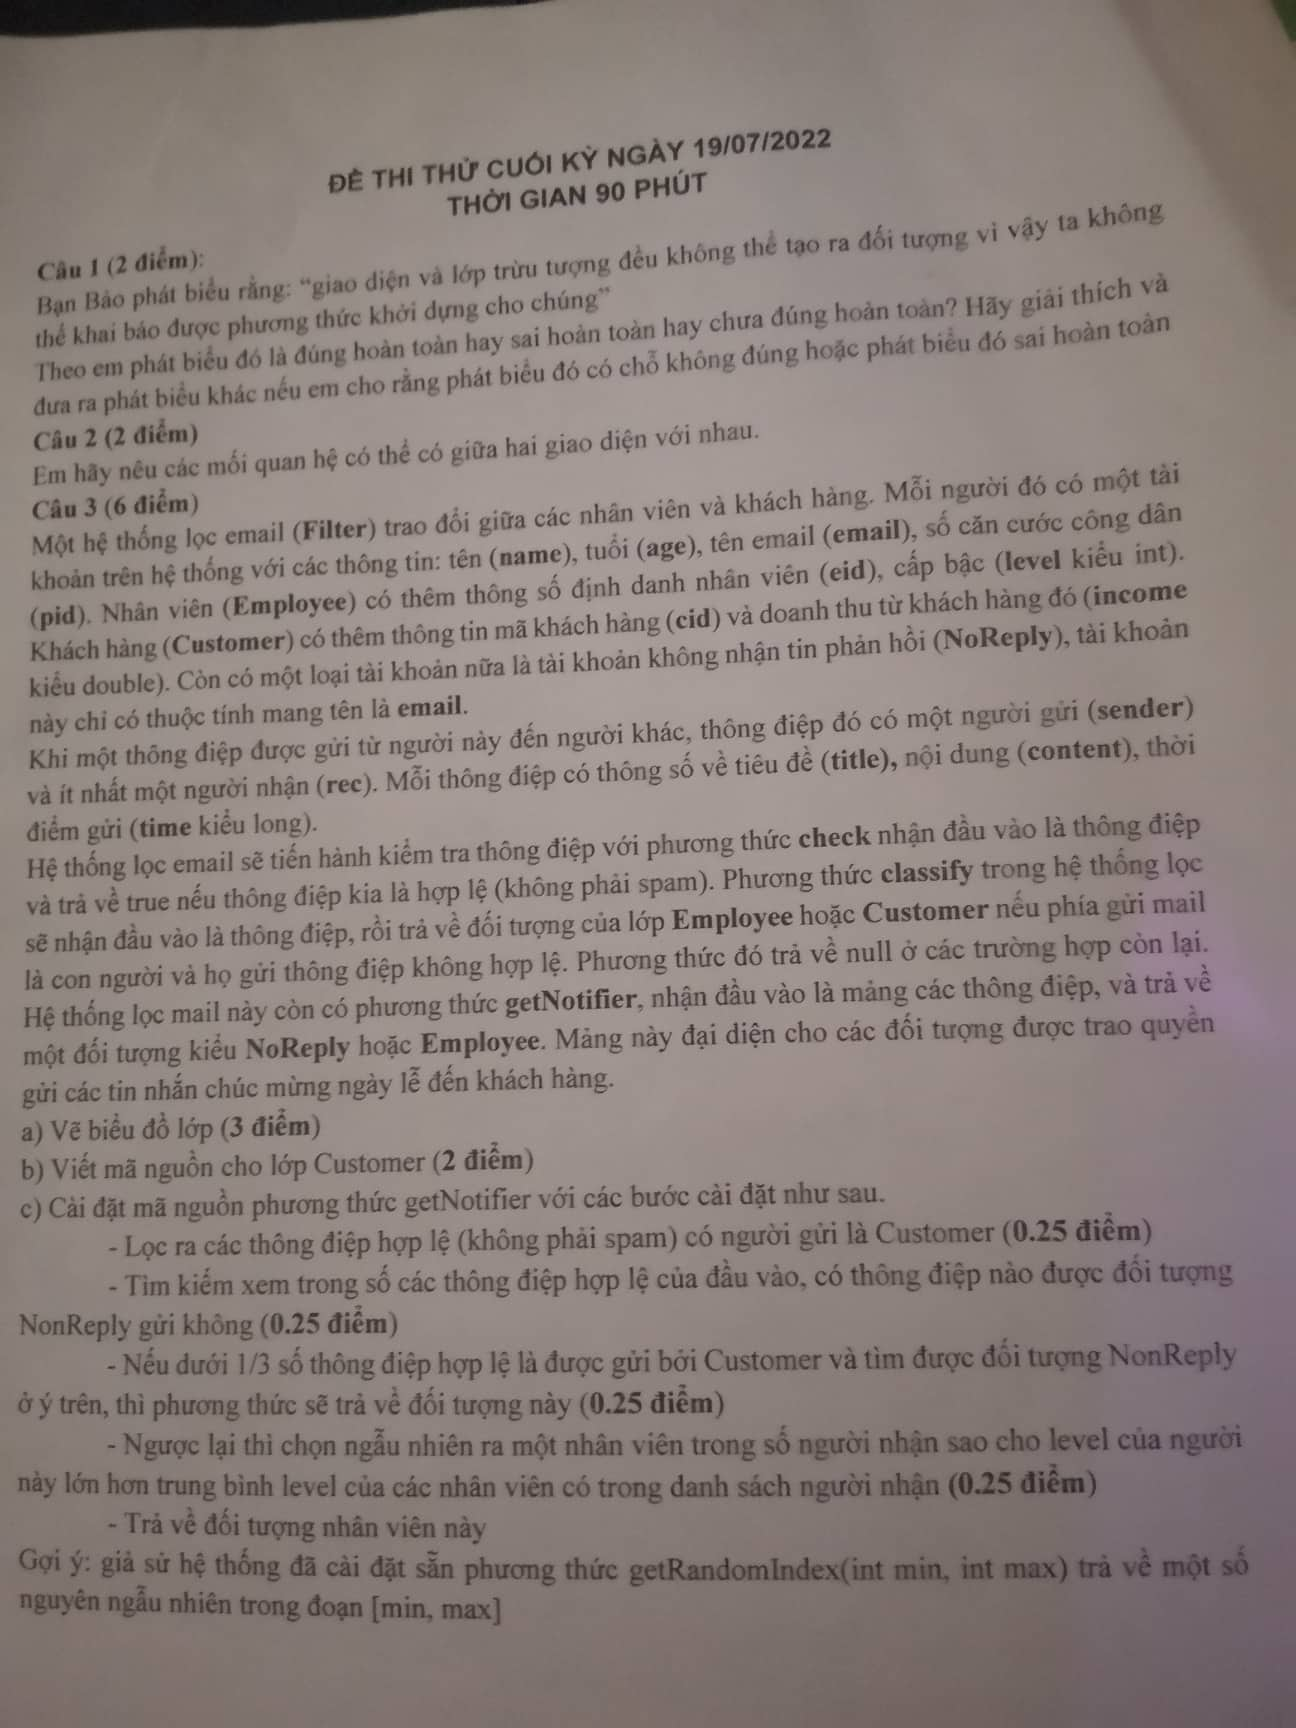 ĐỀ THI THỬ CUỐI KỲ NGÀY 19/07/2022
THỜI GIAN 90 PHÚT
Câu 1 (2 điểm):
Bạn Bảo phát biểu rằng: "giao diện và lớp trừu tượng đều không thể tạo ra đối tượng vì vậy ta không
thể khai báo được phương thức khởi dựng cho chúng"
Theo em phát biểu đó là đúng hoàn toàn hay sai hoàn toàn hay chưa đúng hoàn toàn? Hãy giải thích và
đưa ra phát biểu khác nếu em cho rằng phát biểu đó có chỗ không đúng hoặc phát biểu đó sai hoàn toàn
Câu 2 (2 điểm)
Em hãy nêu các mối quan hệ có thể có giữa hai giao diện với nhau.
Câu 3 (6 điểm)
Một hệ thống lọc email (Filter) trao đổi giữa các nhân viên và khách hàng. Mỗi người đó có một tài
khoản trên hệ thống với các thông tin: tên (name), tuổi (age), tên email (email), số căn cước công dân
(pid). Nhân viên (Employee) có thêm thông số định danh nhân viên (eid), cấp bậc (level kiểu int).
Khách hàng (Customer) có thêm thông tin mã khách hàng (cid) và doanh thu từ khách hàng đó (income
kiểu double). Còn có một loại tài khoản nữa là tài khoản không nhận tin phản hồi (NoReply), tài khoản
này chỉ có thuộc tính mang tên là email.
Khi một thông điệp được gửi từ người này đến người khác, thông điệp đó có một người gửi (sender)
và ít nhất một người nhận (rec). Mỗi thông điệp có thông số về tiêu đề (title), nội dung (content), thời
điểm gửi (time kiểu long).
Hệ thống lọc email sẽ tiến hành kiểm tra thông điệp với phương thức check nhận đầu vào là thông điệp
và trả về true nếu thông điệp kia là hợp lệ (không phải spam). Phương thức classify trong hệ thống lọc
sẽ nhận đầu vào là thông điệp, rồi trả về đối tượng của lớp Employee hoặc Customer nếu phía gửi mail
là con người và họ gửi thông điệp không hợp lệ. Phương thức đó trả về null ở các trường hợp còn lại.
Hệ thống lọc mail này còn có phương thức getNotifier, nhận đầu vào là mảng các thông điệp, và trả về
một đối tượng kiểu NoReply hoặc Employee. Mảng này đại diện cho các đối tượng được trao quyền
gửi các tin nhắn chúc mừng ngày lễ đến khách hàng.
a) Vẽ biểu đồ lớp (3 điểm)
b) Viết mã nguồn cho lớp Customer (2 điểm)
c) Cài đặt mã nguồn phương thức getNotifier với các bước cài đặt như sau.
- Lọc ra các thông điệp hợp lệ (không phải spam) có người gửi là Customer (0.25 điểm)
- Tìm kiếm xem trong số các thông điệp hợp lệ của đầu vào, có thông điệp nào được đối tượng
NonReply gửi không (0.25 điểm)
- Nếu dưới 1/3 số thông điệp hợp lệ là được gửi bởi Customer và tìm được đối tượng NonReply
ở ý trên, thì phương thức sẽ trả về đối tượng này (0.25 điểm)
- Ngược lại thì chọn ngẫu nhiên ra một nhân viên trong số người nhận sao cho level của người
này lớn hơn trung bình level của các nhân viên có trong danh sách người nhận (0.25 điểm)
- Trả về đối tượng nhân viên này
Gợi ý: giả sử hệ thống đã cài đặt sẵn phương thức getRandomIndex(int min, int max) trả về một số
nguyên ngẫu nhiên trong đoạn [min, max]